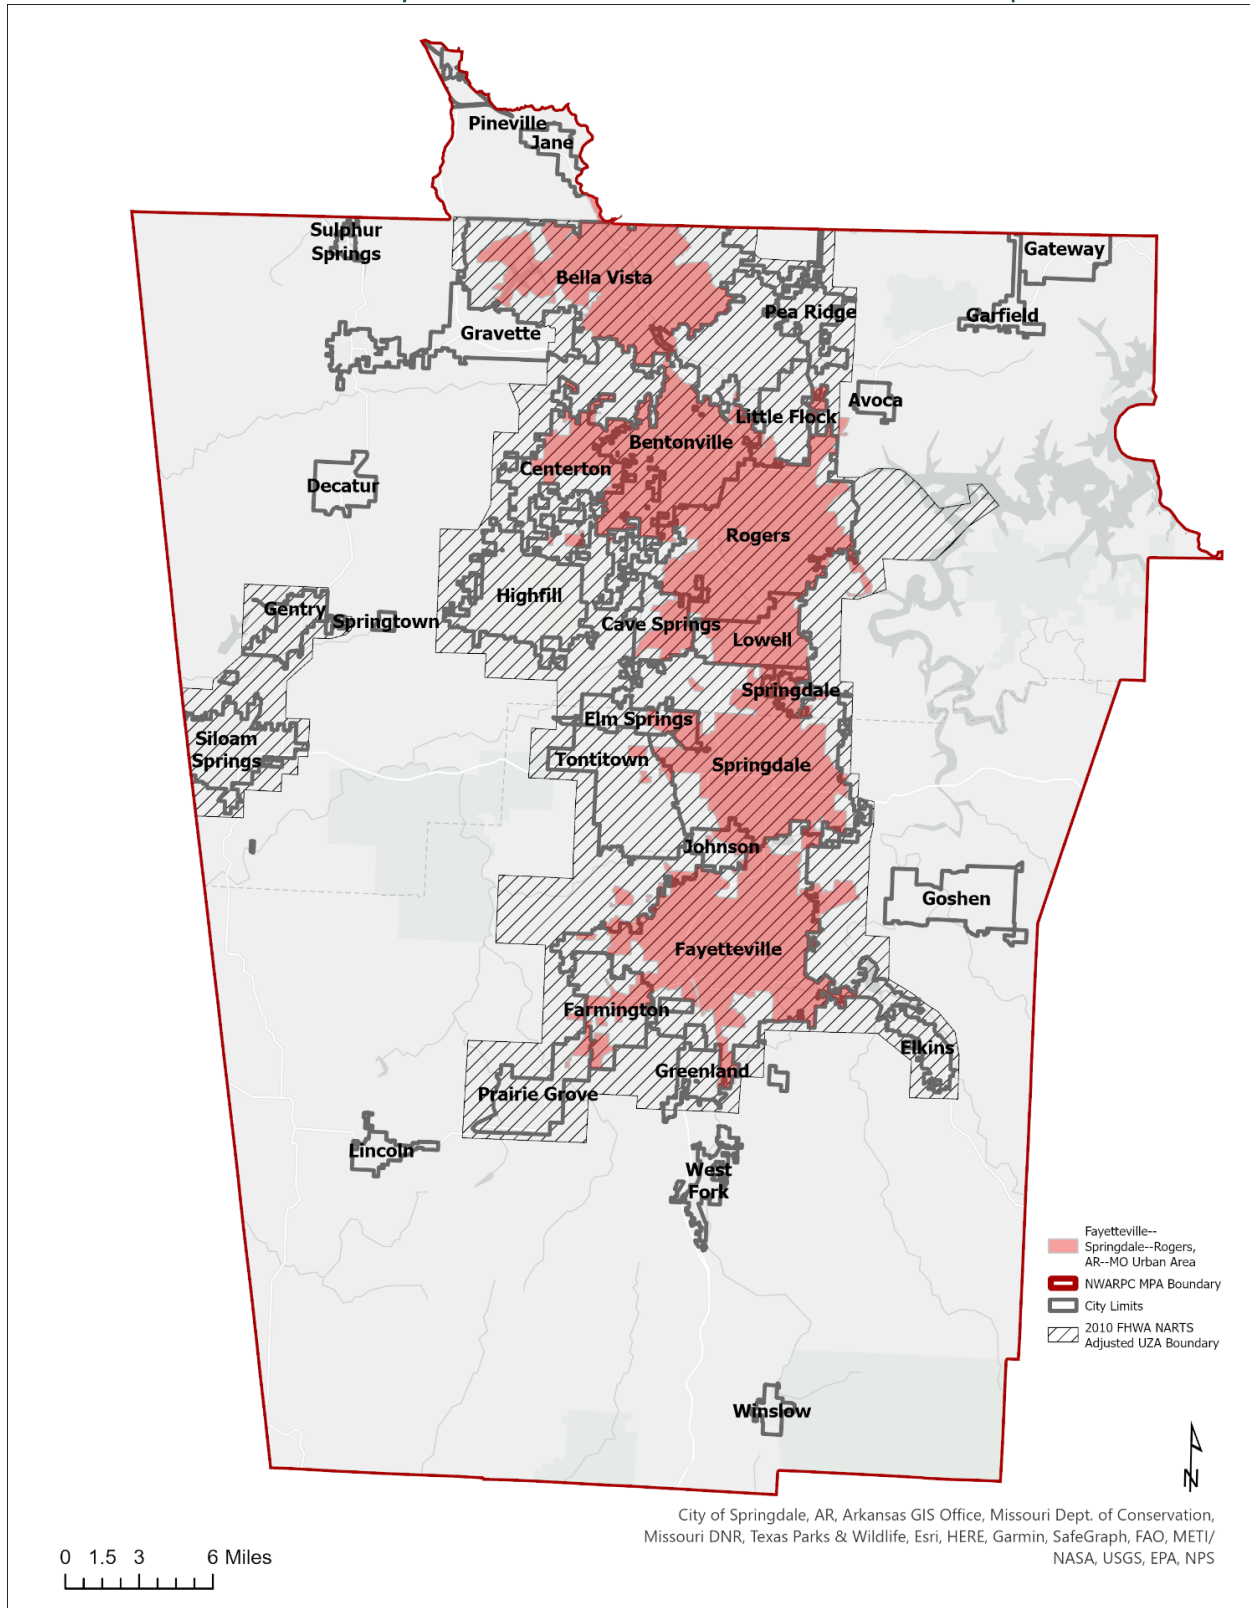 Pineville
Jane
Sulphur
Springs
Gateway
Bella Vista
Pea Ridge
Garfield
Gravette
Avoca
Little Flock
Bentonville
Centerton
Decatur
Rogers
Highfill
Gentry
Springtown
Cave Springs
Lowell
Springdale
Elm Springs
Siloam
Springs
Tontitown
Springdale
Johnson
Goshen
Fayetteville
Farmington
Elkins
Greenland
Prairie Grove
Lincoln
West
Fork
Winslow
Fayetteville--
Springdale--Rogers,
AR--MO Urban Area
NWARPC MPA Boundary
City Limits
2010 FHWA NARTS
Adjusted UZA Boundary
N
City of Springdale, AR, Arkansas GIS Office, Missouri Dept. of Conservation,
Missouri DNR, Texas Parks & Wildlife, Esri, HERE, Garmin, SafeGraph, FAO, METI/
NASA, USGS, EPA, NPS
0 1.5 3 6 Miles